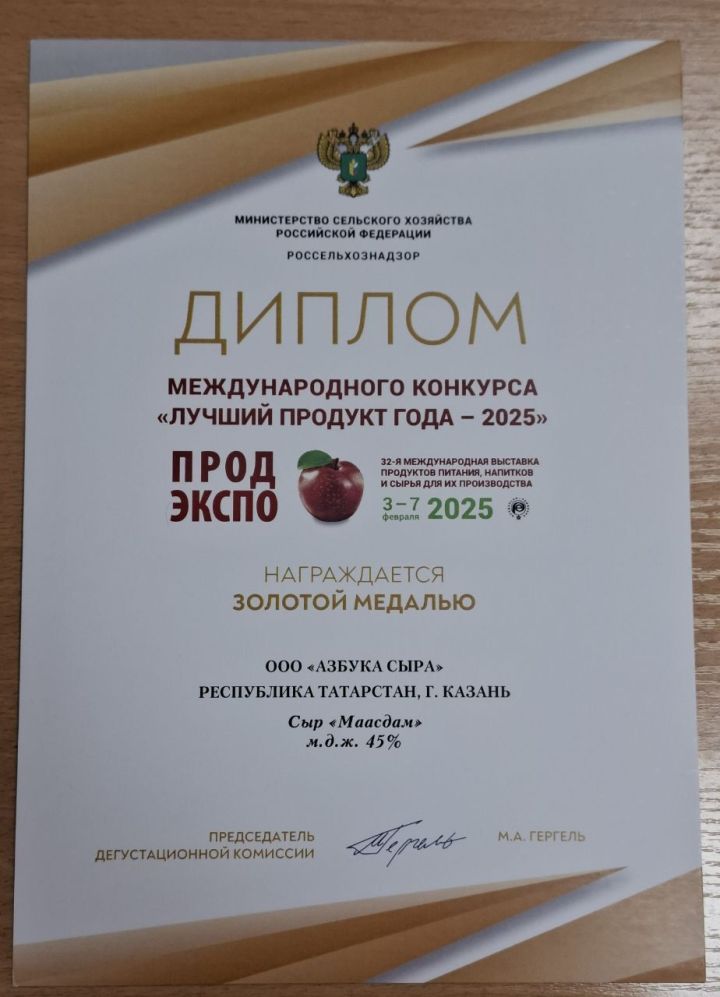 МИНИСТЕРСТВО СЕЛЬСКОГО ХОЗЯЙСТВА
РОССИЙСКОЙ ФЕДЕРАЦИИ
РОССЕЛЬХОЗНАДЗОР
ДИПЛОМ
МЕЖДУНАРОДНОГО КОНКУРСА
«ЛУЧШИЙ ПРОДУКТ ГОДА – 2025»
ПРОД
ЭКСПО
32-Я МЕЖДУНАРОДНАЯ ВЫСТАВКА
ПРОДУКТОВ ПИТАНИЯ, НАПИТКОВ
И СЫРЬЯ ДЛЯ ИХ ПРОИЗВОДСТВА
3–7
февраля 2025
НАГРАЖДАЕТСЯ
ЗОЛОТОЙ МЕДАЛЬЮ
ООО «АЗБУКА СЫРА»
РЕСПУБЛИКА ТАТАРСТАН, Г. КАЗАНЬ
Сыр «Маасдам»
м.д.ж. 45%
ПРЕДСЕДАТЕЛЬ
ДЕГУСТАЦИОННОЙ КОМИССИИ
МГергель
М.А. ГЕРГЕЛЬ